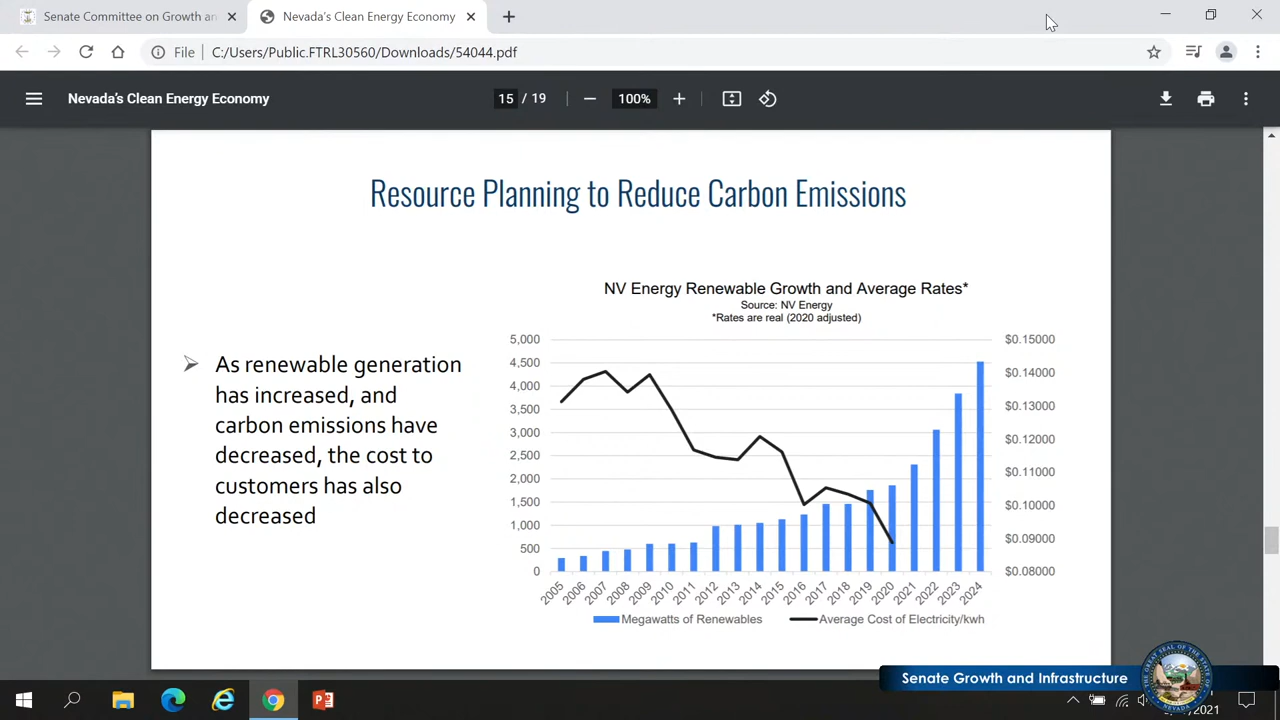 Senate Committee on Growth an
Nevada's Clean Energy Economy
File
C:/Users/Public.FTRL30560/Downloads/54044.pdf
Nevada's Clean Energy Economy
15 / 19
100%
Resource Planning to Reduce Carbon Emissions
As renewable generation
has increased, and
carbon emissions have
decreased, the cost to
customers has also
decreased
NV Energy Renewable Growth and Average Rates*
Source: NV Energy
*Rates are real (2020 adjusted)
5,000
4,500
4,000
3,500
3,000
2,500
2,000
1,500
1,000
500
0
$0.15000
$0.14000
$0.13000
$0.12000
$0.11000
$0.10000
$0.09000
$0.08000
2005 2006 2007 2008 2009 2010 2011 2012 2013 2014 2015 2016 2017 2018 2019 2020 2021 2022 2023 2024
Megawatts of Renewables
Average Cost of Electricity/kwh
Senate Growth and Infrastructure